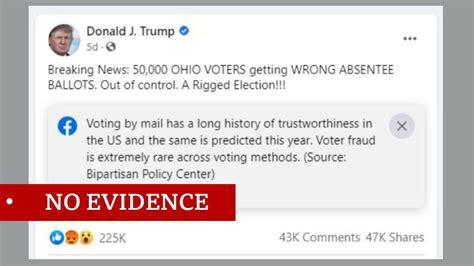 Donald J. Trump
5d ·
Breaking News: 50,000 OHIO VOTERS getting WRONG ABSENTEE
BALLOTS. Out of control. A Rigged Election!!!
Voting by mail has a long history of trustworthiness in
the US and the same is predicted this year. Voter fraud
is extremely rare across voting methods. (Source:
Bipartisan Policy Center)
NO EVIDENCE
225K
43K Comments 47K Shares